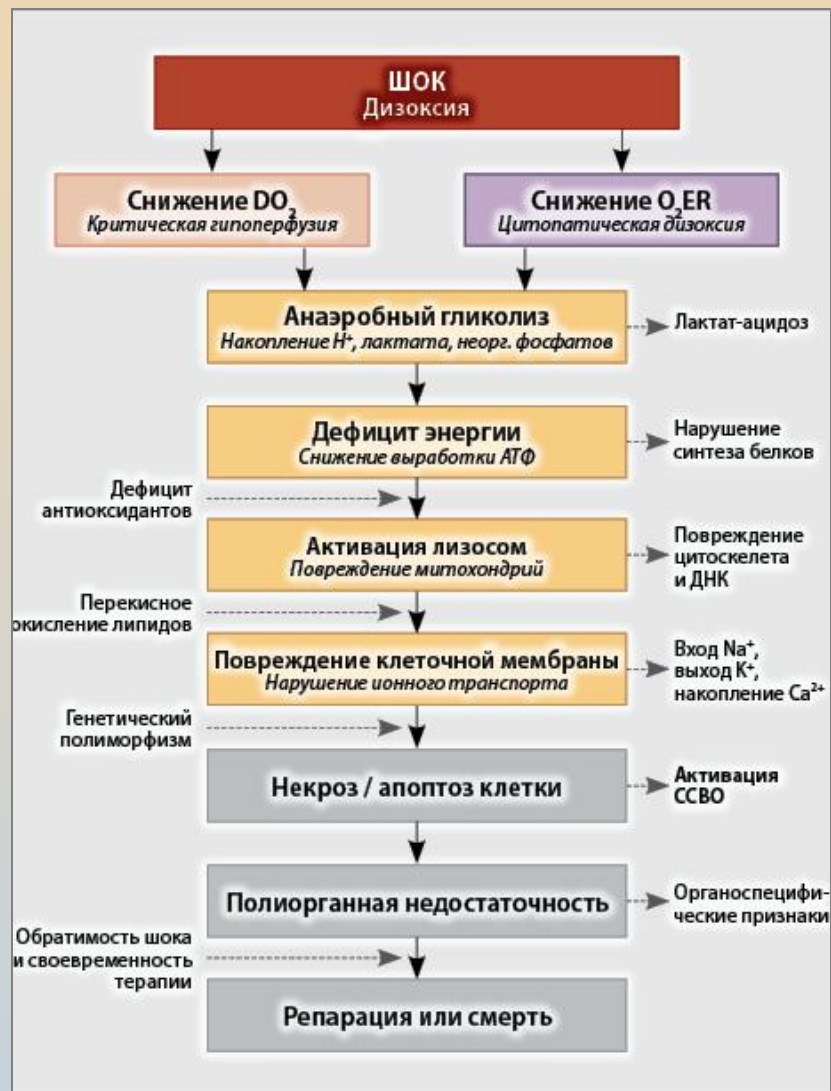 ШОК
Дизоксия
Снижение DO₂
Критическая гипоперфузия
Снижение O₂ER
Цитопатическая дизоксия
Анаэробный гликолиз
Накопление H⁺, лактата, неорг. фосфатов
Лактат-ацидоз
Дефицит энергии
Снижение выработки АТФ
Нарушение
синтеза белков
Дефицит
антиоксидантов
Активация лизосом
Повреждение митохондрий
Повреждение
цитоскелета
и ДНК
Перекисное
окисление липидов
Повреждение клеточной мембраны
Нарушение ионного транспорта
Вход Na⁺,
выход K⁺,
накопление Ca²⁺
Генетический
полиморфизм
Некроз / апоптоз клетки
Активация
ССВО
Полиорганная недостаточность
Органоспецифи-
ческие признаки
Обратимость шока
и своевременность
терапии
Репарация или смерть